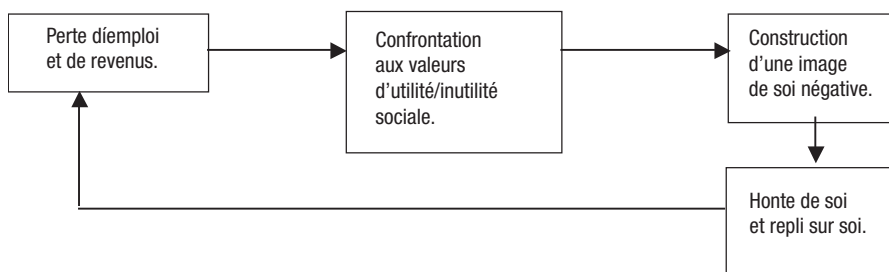 Perte díemploi
et de revenus.
Confrontation
aux valeurs
d'utilité/inutilité
sociale.
Construction
d'une image
de soi négative.
Honte de soi
et repli sur soi.